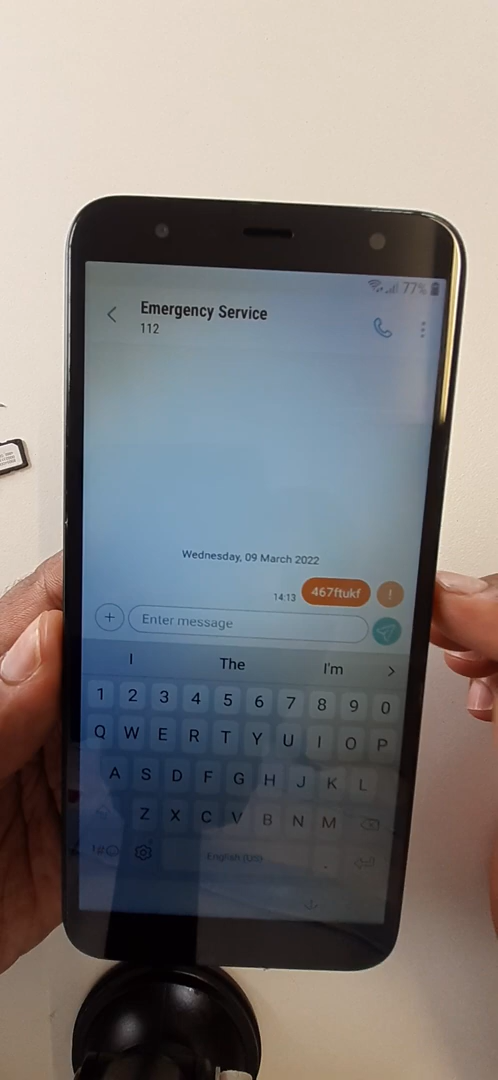 77%
Emergency Service
112
Wednesday, 09 March 2022
14:13 467ftukf !
+ Enter message
I The I'm >
1 2 3 4 5 6 7 8 9 0
Q W E R T Y U I O P
A S D F G H J K L
Z X C V B N M
!#☺ English (US) .